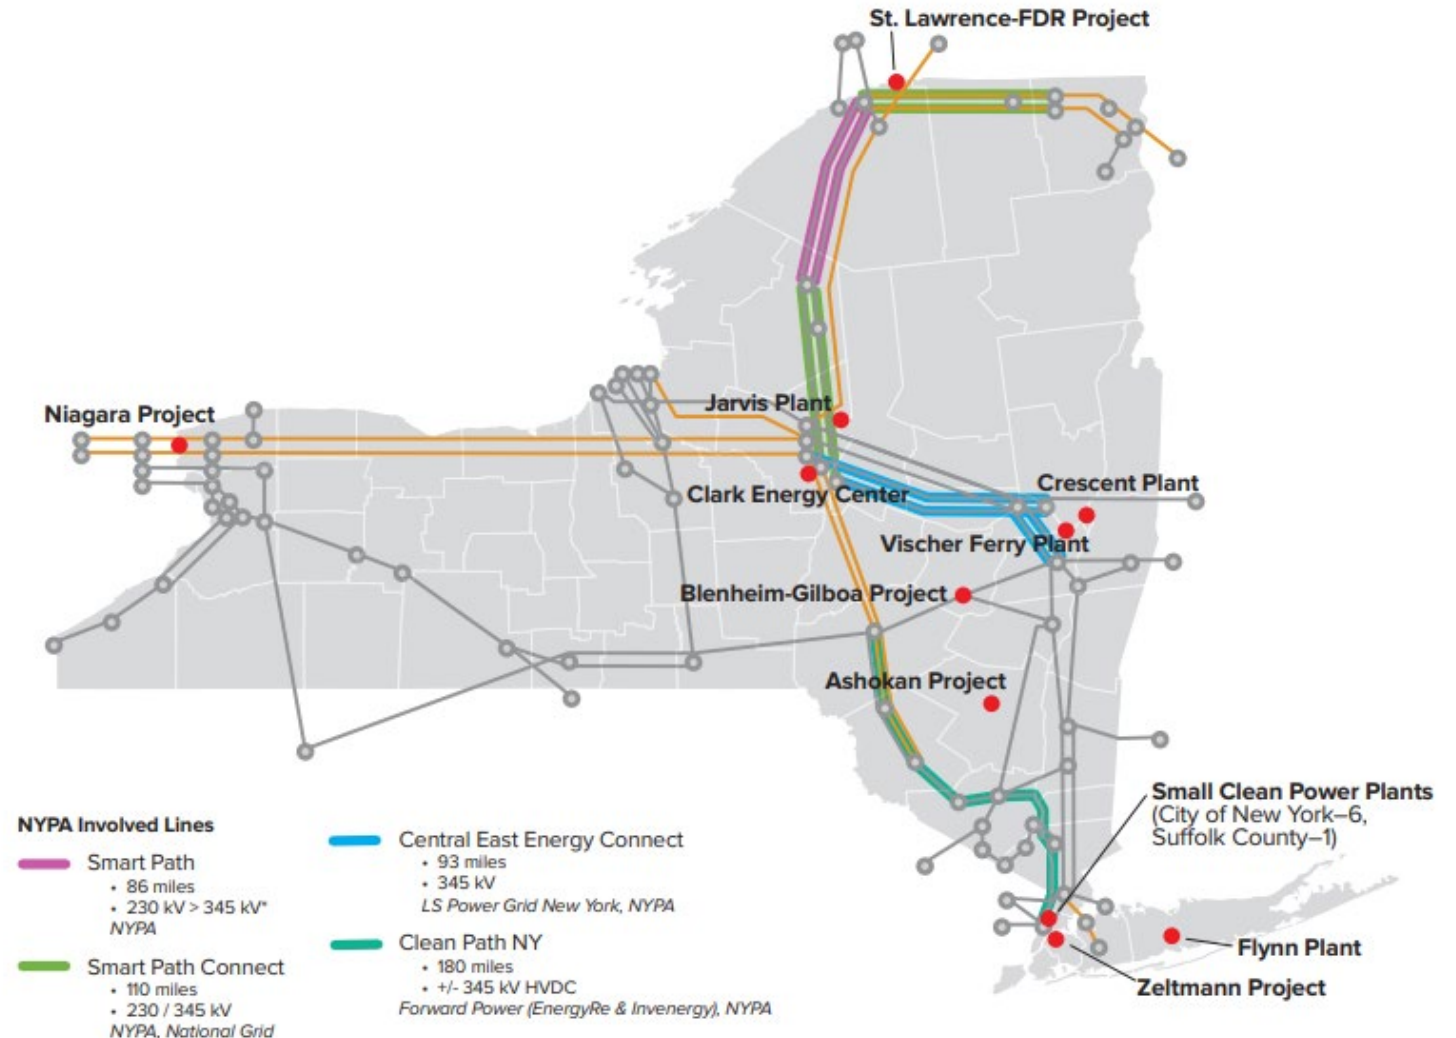 St. Lawrence-FDR Project
Niagara Project
Jarvis Plant
Clark Energy Center
Crescent Plant
Vischer Ferry Plant
Blenheim-Gilboa Project
Ashokan Project
Small Clean Power Plants
(City of New York–6,
Suffolk County–1)
Flynn Plant
Zeltmann Project
NYPA Involved Lines
Smart Path
• 86 miles
• 230 kV > 345 kV*
NYPA
Smart Path Connect
• 110 miles
• 230 / 345 kV
NYPA, National Grid
Central East Energy Connect
• 93 miles
• 345 kV
LS Power Grid New York, NYPA
Clean Path NY
• 180 miles
• +/- 345 kV HVDC
Forward Power (EnergyRe & Invenergy), NYPA